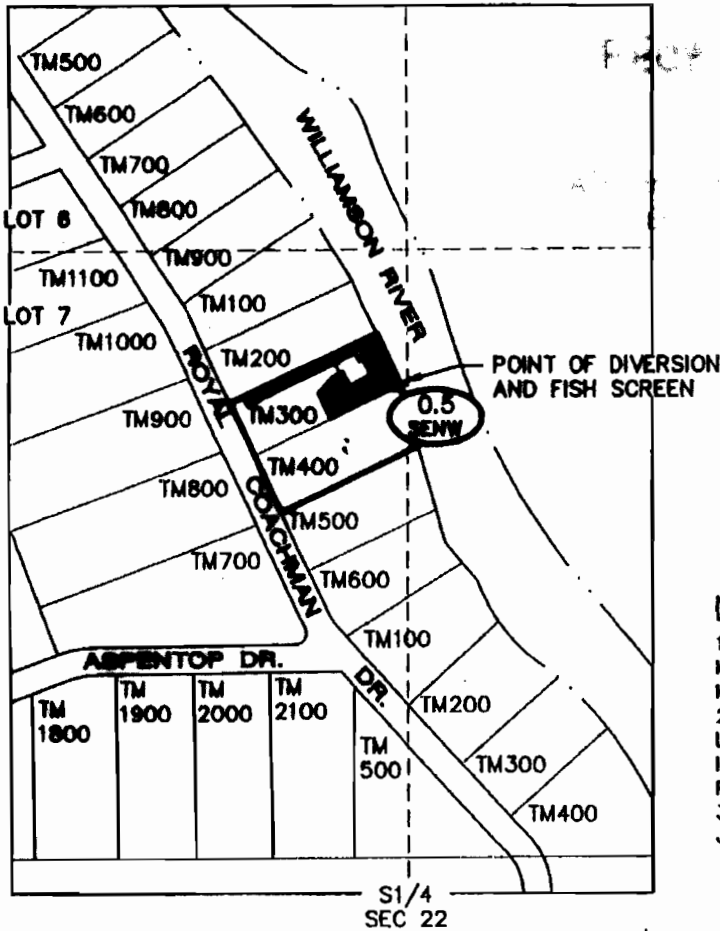 TM500
TM600
TM700
TM800
TM900
TM100
TM200
TM300
TM400
TM500
TM600
TM100
TM200
TM300
TM400
LOT 6
LOT 7
TM1100
TM1000
TM900
TM800
TM700
WILLIAMSON RIVER
ROYAL COACHMAN DR.
POINT OF DIVERSION
AND FISH SCREEN
0.5
SENW
ASPENTOP DR.
TM
1800
TM
1900
TM
2000
TM
2100
TM
500
S1/4
SEC 22